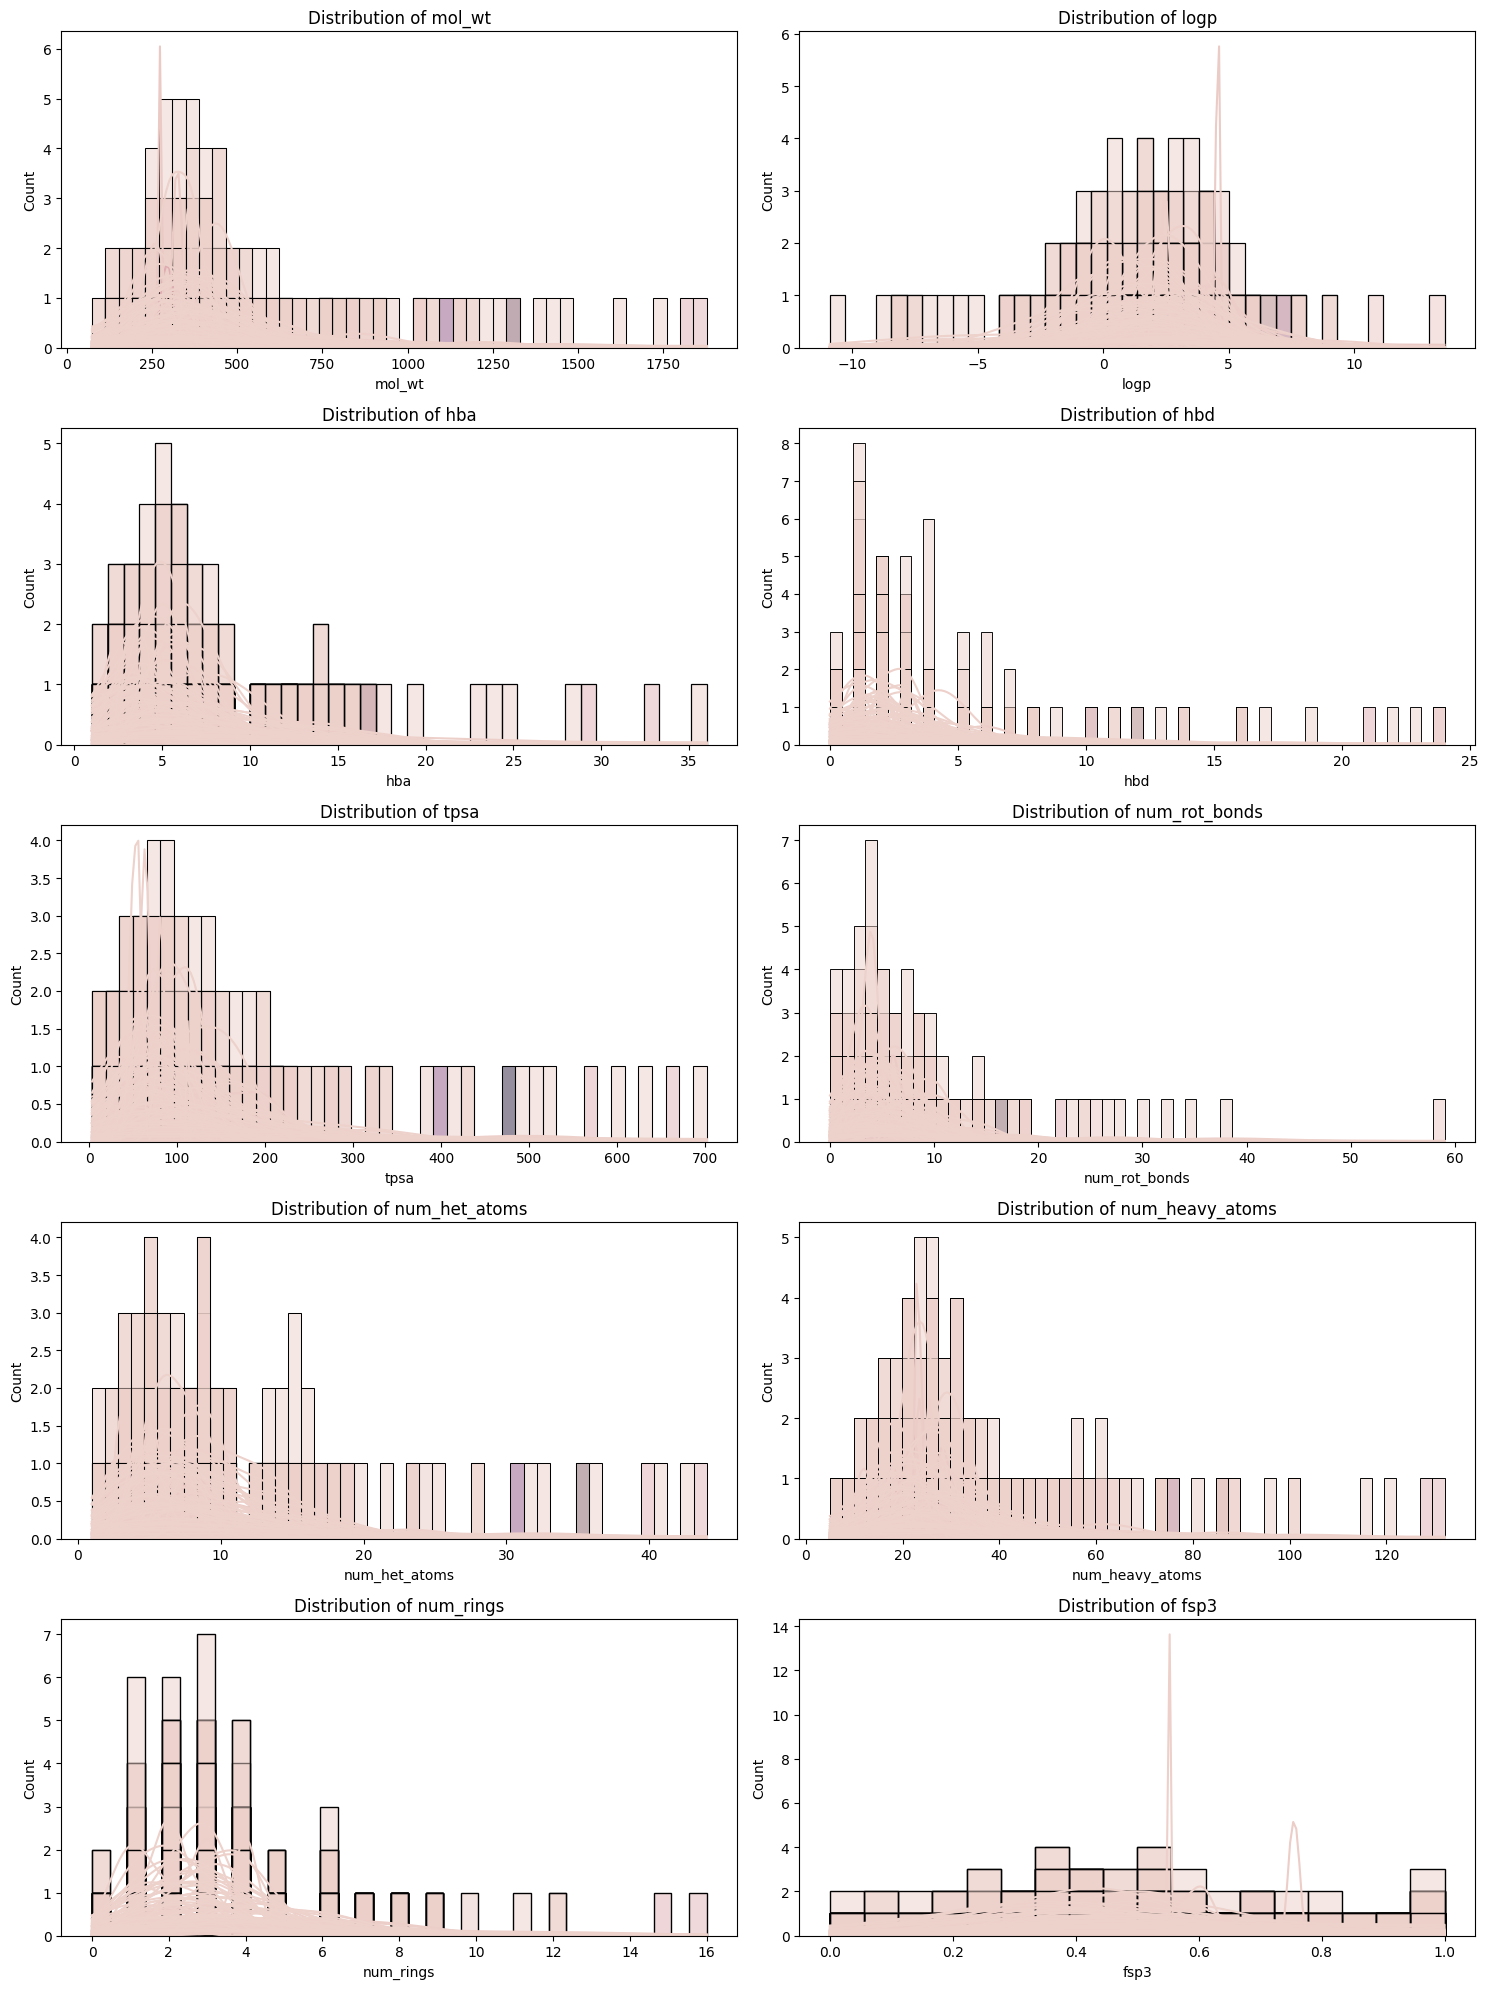 Distribution of mol_wt
Count
0 1 2 3 4 5 6
0 250 500 750 1000 1250 1500 1750
mol_wt
Distribution of logp
Count
0 1 2 3 4 5 6
−10 −5 0 5 10
logp
Distribution of hba
Count
0 1 2 3 4 5
0 5 10 15 20 25 30 35
hba
Distribution of hbd
Count
0 1 2 3 4 5 6 7 8
0 5 10 15 20 25
hbd
Distribution of tpsa
Count
0.0 0.5 1.0 1.5 2.0 2.5 3.0 3.5 4.0
0 100 200 300 400 500 600 700
tpsa
Distribution of num_rot_bonds
Count
0 1 2 3 4 5 6 7
0 10 20 30 40 50 60
num_rot_bonds
Distribution of num_het_atoms
Count
0.0 0.5 1.0 1.5 2.0 2.5 3.0 3.5 4.0
0 10 20 30 40
num_het_atoms
Distribution of num_heavy_atoms
Count
0 1 2 3 4 5
0 20 40 60 80 100 120
num_heavy_atoms
Distribution of num_rings
Count
0 1 2 3 4 5 6 7
0 2 4 6 8 10 12 14 16
num_rings
Distribution of fsp3
Count
0 2 4 6 8 10 12 14
0.0 0.2 0.4 0.6 0.8 1.0
fsp3